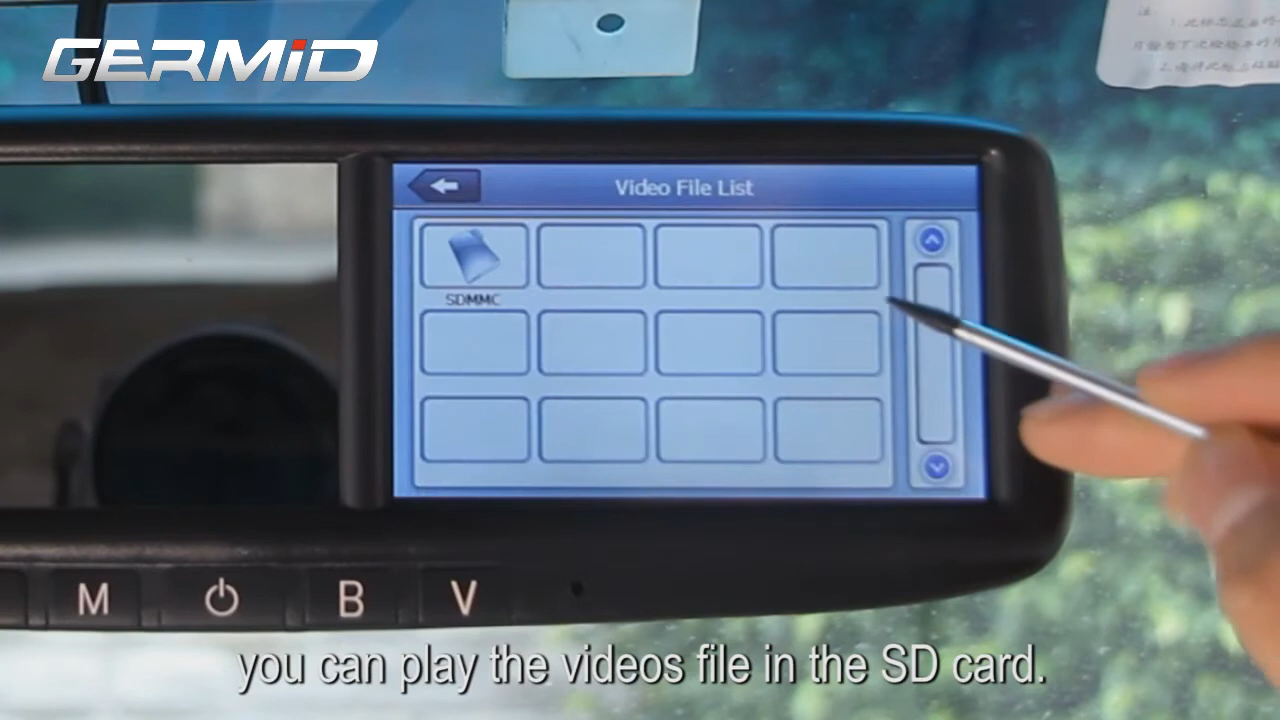 GERMID
Video File List
SDMMC
M B V
you can play the videos file in the SD card.